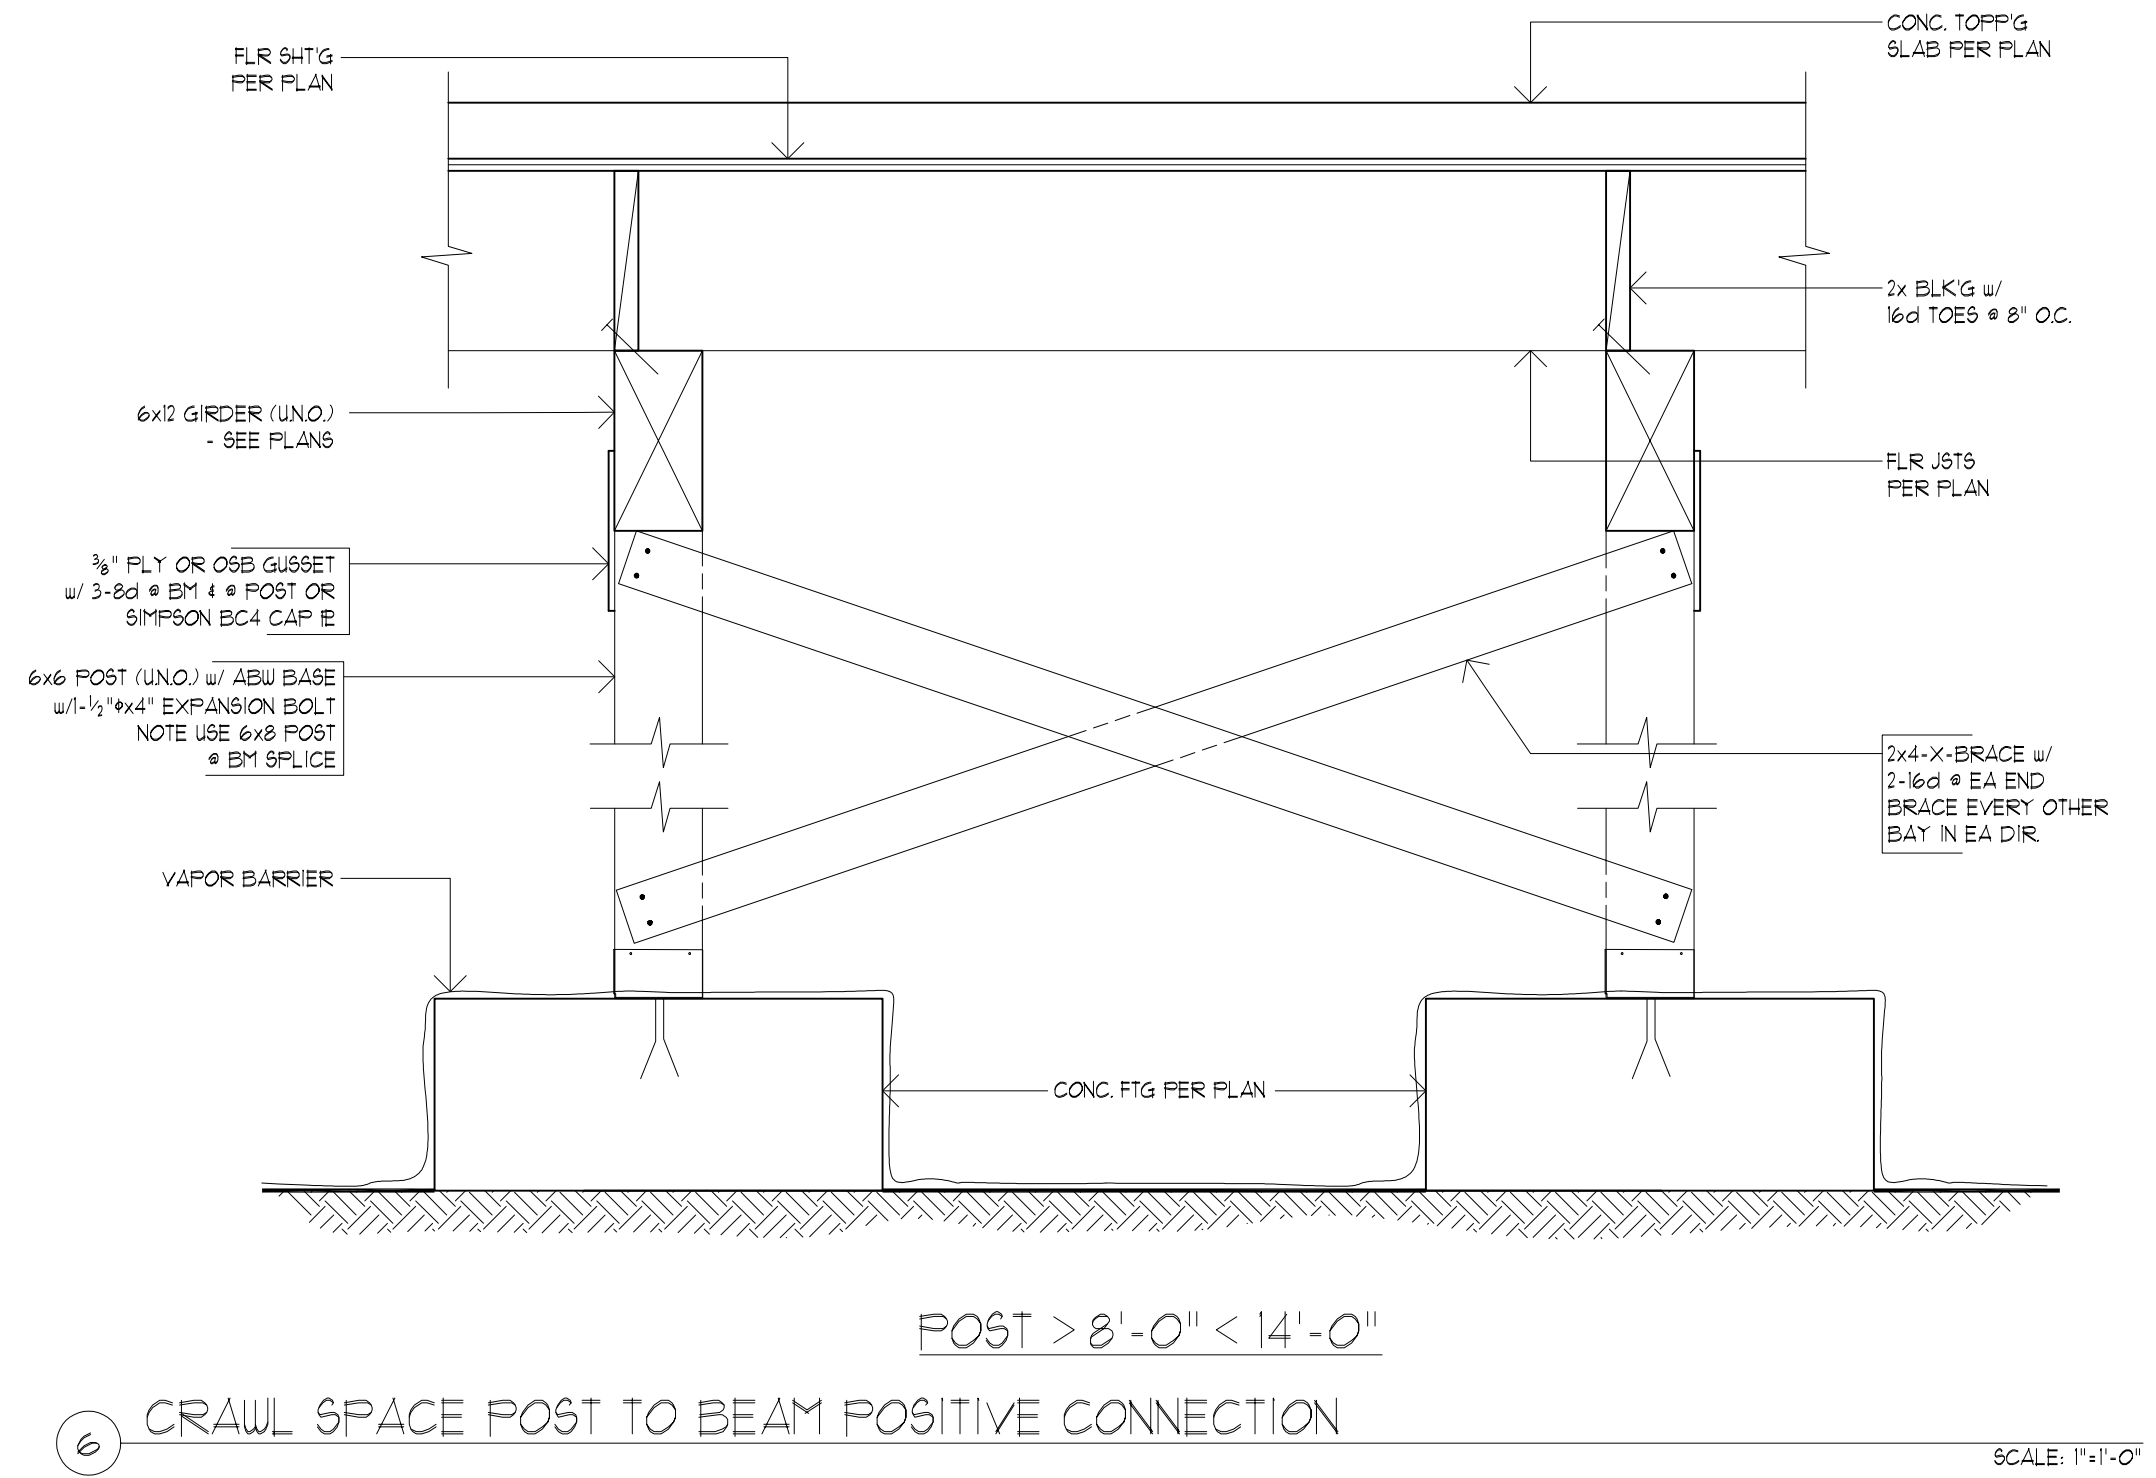 CONC. TOPP'G
SLAB PER PLAN
FLR SHT'G
PER PLAN
2x BLK'G w/
16d TOES @ 8" O.C.
6x12 GIRDER (U.N.O.)
- SEE PLANS
FLR JSTS
PER PLAN
3/8" PLY OR OSB GUSSET
w/ 3-8d @ BM & @ POST OR
SIMPSON BC4 CAP PL
6x6 POST (U.N.O.) w/ ABW BASE
w/1-1/2"φx4" EXPANSION BOLT
NOTE USE 6x8 POST
@ BM SPLICE
2x4-X-BRACE w/
2-16d @ EA END
BRACE EVERY OTHER
BAY IN EA DIR.
VAPOR BARRIER
CONC. FTG PER PLAN
POST > 8'-0" < 14'-0"
6
CRAWL SPACE POST TO BEAM POSITIVE CONNECTION
SCALE: 1"=1'-0"